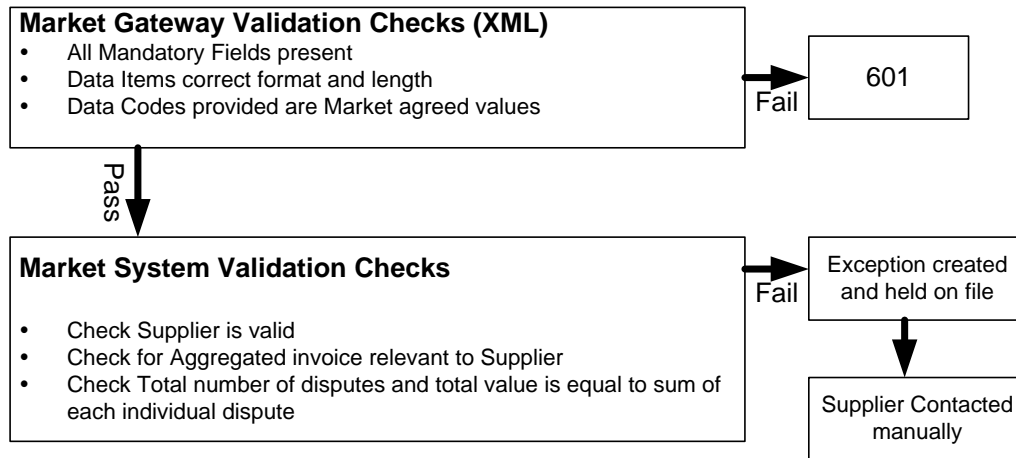 Market Gateway Validation Checks (XML)
• All Mandatory Fields present
• Data Items correct format and length
• Data Codes provided are Market agreed values
Fail
601
Pass
Market System Validation Checks
• Check Supplier is valid
• Check for Aggregated invoice relevant to Supplier
• Check Total number of disputes and total value is equal to sum of
each individual dispute
Fail
Exception created
and held on file
Supplier Contacted
manually